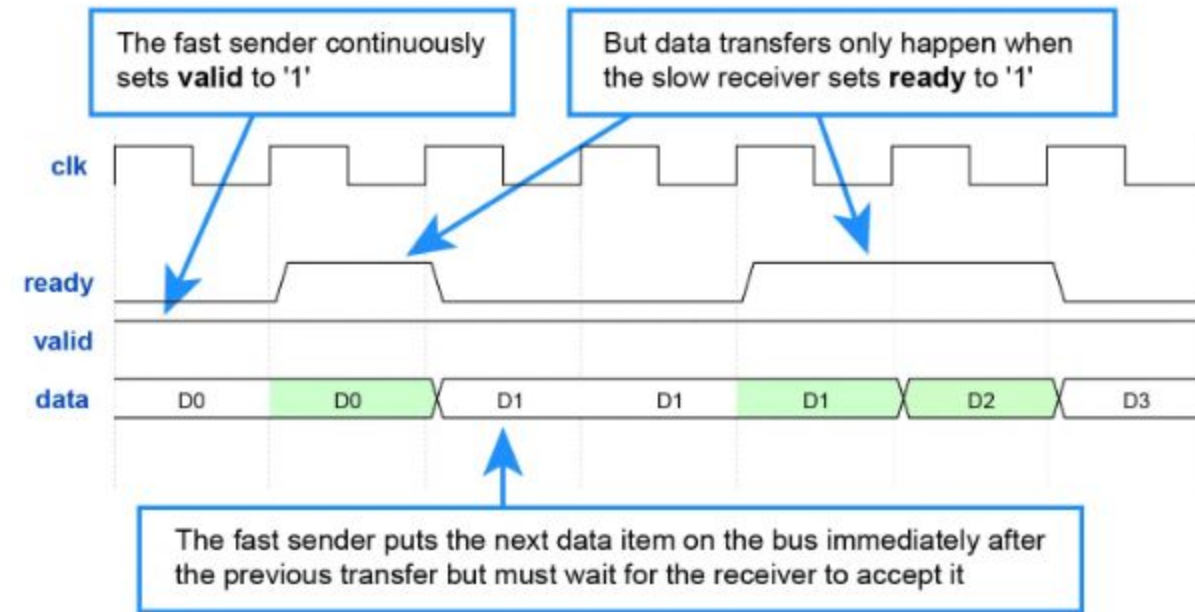 The fast sender continuously
sets valid to '1'
But data transfers only happen when
the slow receiver sets ready to '1'
clk
ready
valid
data
D0
D0
D1
D1
D1
D2
D3
The fast sender puts the next data item on the bus immediately after
the previous transfer but must wait for the receiver to accept it